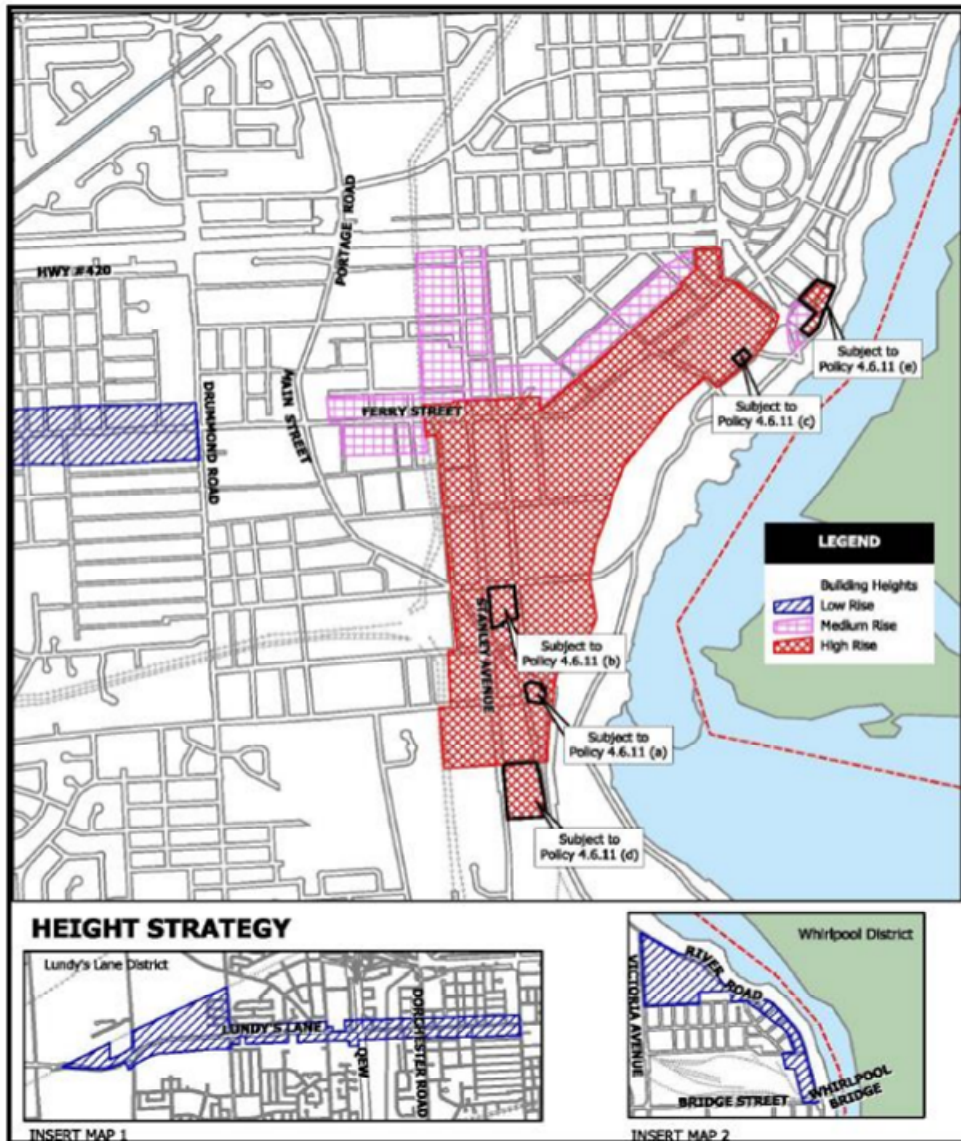 HWY #420
PORTAGE ROAD
MAIN STREET
DRUMMOND ROAD
FERRY STREET
STANLEY AVENUE
Subject to
Policy 4.6.11 (e)
Subject to
Policy 4.6.11 (c)
LEGEND
Building Heights
Low Rise
Medium Rise
High Rise
Subject to
Policy 4.6.11 (b)
Subject to
Policy 4.6.11 (a)
Subject to
Policy 4.6.11 (d)
HEIGHT STRATEGY
Lundy's Lane District
LUNDY'S LANE
QEW
DORCHESTER ROAD
INSERT MAP 1
Whirlpool District
VICTORIA AVENUE
RIVER ROAD
BRIDGE STREET
WHIRLPOOL
BRIDGE
INSERT MAP 2